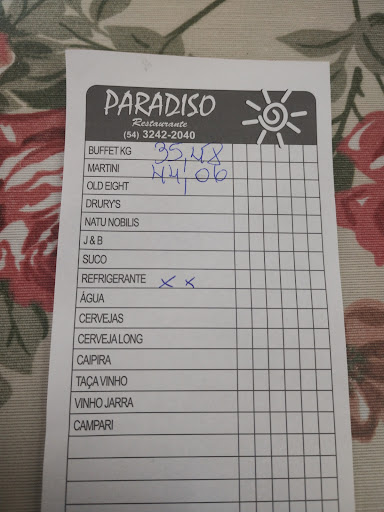 PARADISO
Restaurante
(54) 3242-2040
BUFFET KG 35,48
MARTINI 44,06
OLD EIGHT
DRURY'S
NATU NOBILIS
J & B
SUCO
REFRIGERANTE x x
ÁGUA
CERVEJAS
CERVEJA LONG
CAIPIRA
TAÇA VINHO
VINHO JARRA
CAMPARI